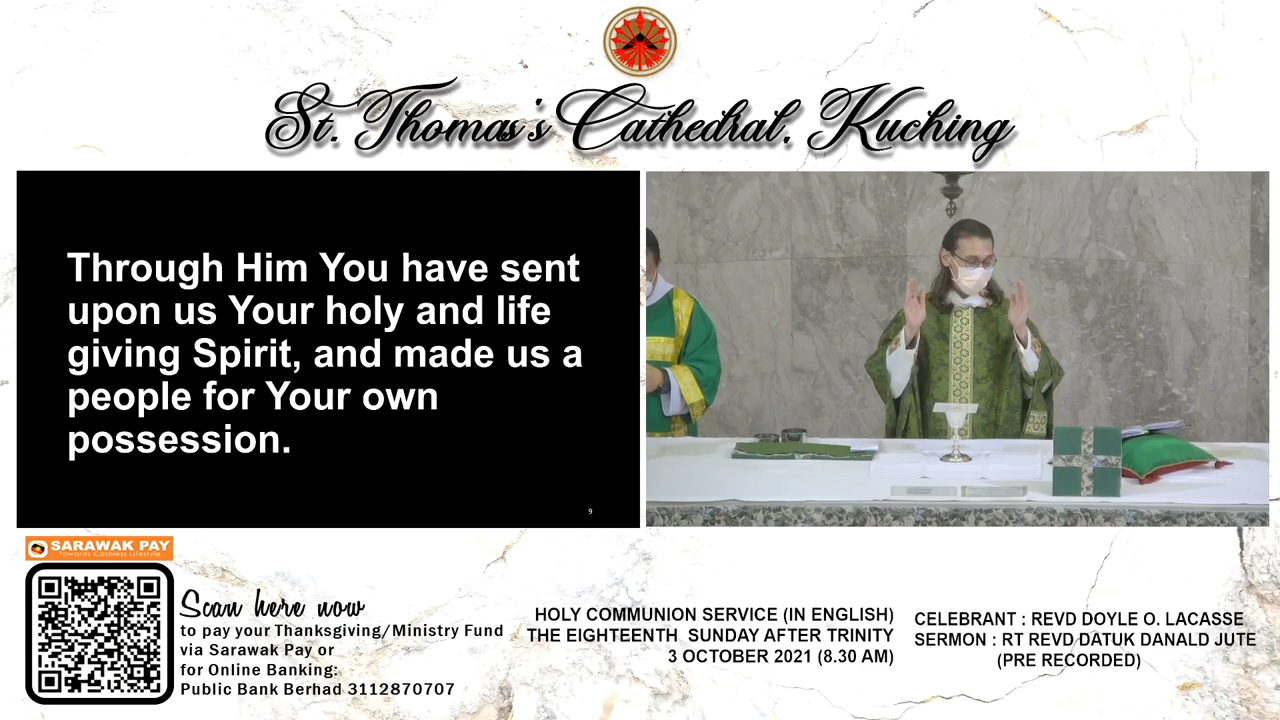 St. Thomas's Cathedral, Kuching
Through Him You have sent
upon us Your holy and life
giving Spirit, and made us a
people for Your own
possession.
9
SARAWAK PAY
Towards Cashless Lifestyle
Scan here now
to pay your Thanksgiving/Ministry Fund
via Sarawak Pay or
for Online Banking:
Public Bank Berhad 3112870707
HOLY COMMUNION SERVICE (IN ENGLISH)
THE EIGHTEENTH SUNDAY AFTER TRINITY
3 OCTOBER 2021 (8.30 AM)
CELEBRANT : REVD DOYLE O. LACASSE
SERMON : RT REVD DATUK DANALD JUTE
(PRE RECORDED)